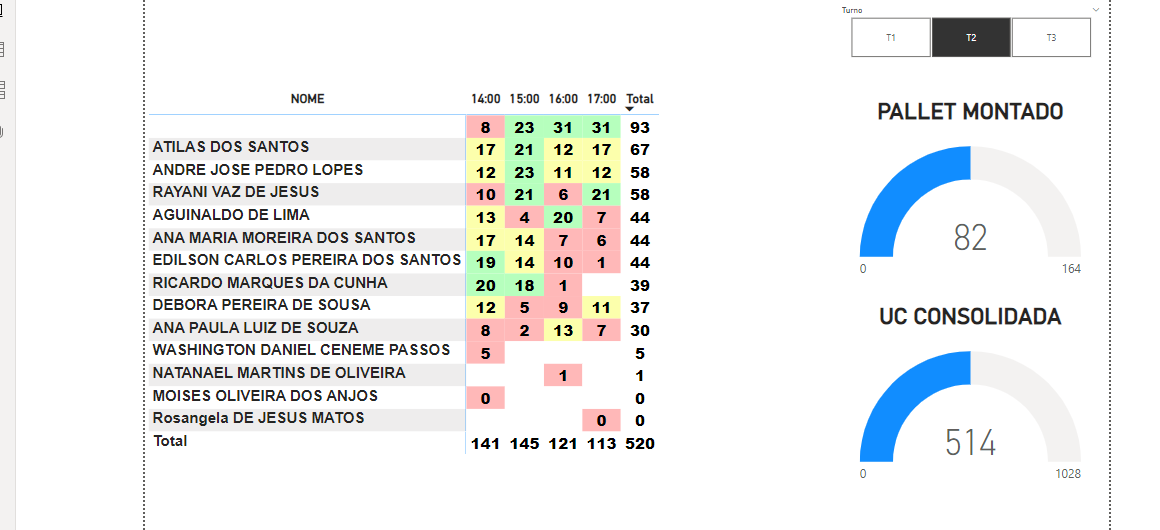 Turno
T1 T2 T3
NOME 14:00 15:00 16:00 17:00 Total
8 23 31 31 93
ATILAS DOS SANTOS 17 21 12 17 67
ANDRE JOSE PEDRO LOPES 12 23 11 12 58
RAYANI VAZ DE JESUS 10 21 6 21 58
AGUINALDO DE LIMA 13 4 20 7 44
ANA MARIA MOREIRA DOS SANTOS 17 14 7 6 44
EDILSON CARLOS PEREIRA DOS SANTOS 19 14 10 1 44
RICARDO MARQUES DA CUNHA 20 18 1 39
DEBORA PEREIRA DE SOUSA 12 5 9 11 37
ANA PAULA LUIZ DE SOUZA 8 2 13 7 30
WASHINGTON DANIEL CENEME PASSOS 5 5
NATANAEL MARTINS DE OLIVEIRA 1 1
MOISES OLIVEIRA DOS ANJOS 0 0
Rosangela DE JESUS MATOS 0 0
Total 141 145 121 113 520
PALLET MONTADO
82
0 164
UC CONSOLIDADA
514
0 1028